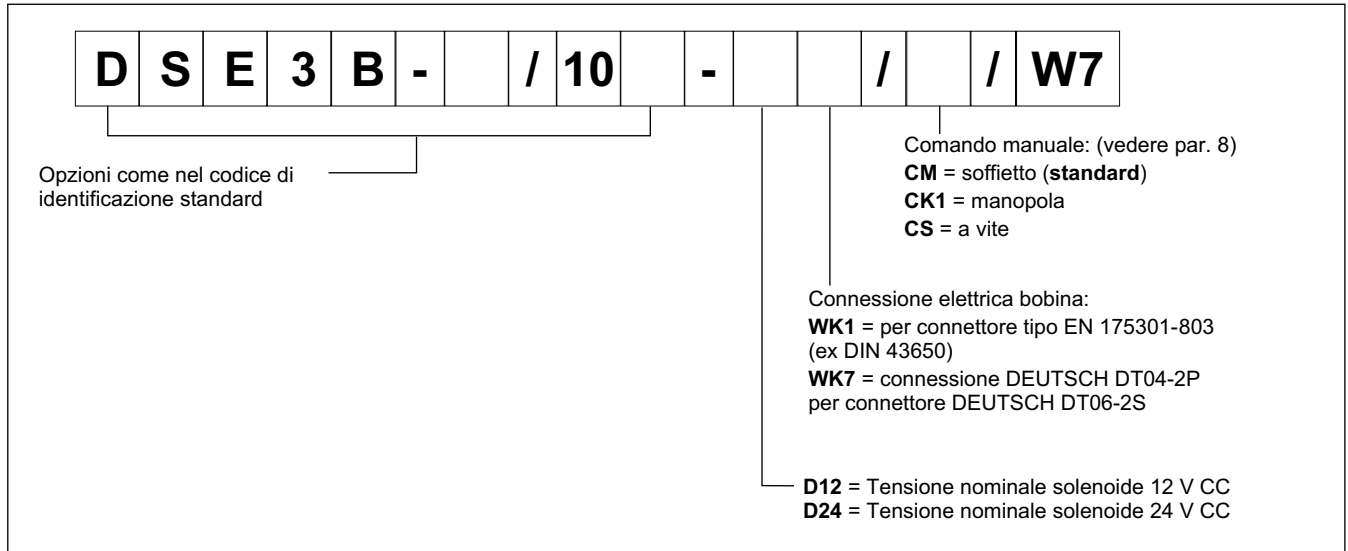 D S E 3 B - / 10 - / / W7
Opzioni come nel codice di
identificazione standard
Comando manuale: (vedere par. 8)
CM = soffietto (standard)
CK1 = manopola
CS = a vite
Connessione elettrica bobina:
WK1 = per connettore tipo EN 175301-803
(ex DIN 43650)
WK7 = connessione DEUTSCH DT04-2P
per connettore DEUTSCH DT06-2S
D12 = Tensione nominale solenoide 12 V CC
D24 = Tensione nominale solenoide 24 V CC